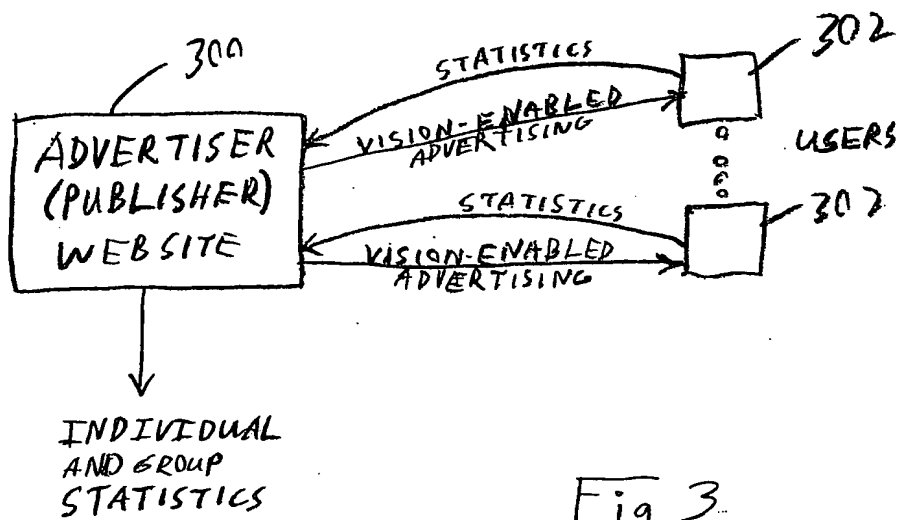 300
ADVERTISER
(PUBLISHER)
WEBSITE
STATISTICS
VISION-ENABLED
ADVERTISING
302
USERS
STATISTICS
VISION-ENABLED
ADVERTISING
302
INDIVIDUAL
AND GROUP
STATISTICS
Fig 3